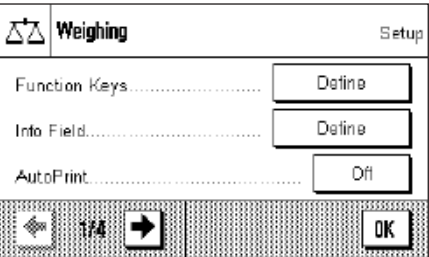 Weighing Setup
Function Keys........................ Define
Info Field................................ Define
AutoPrint....................................... Off
1/4 OK